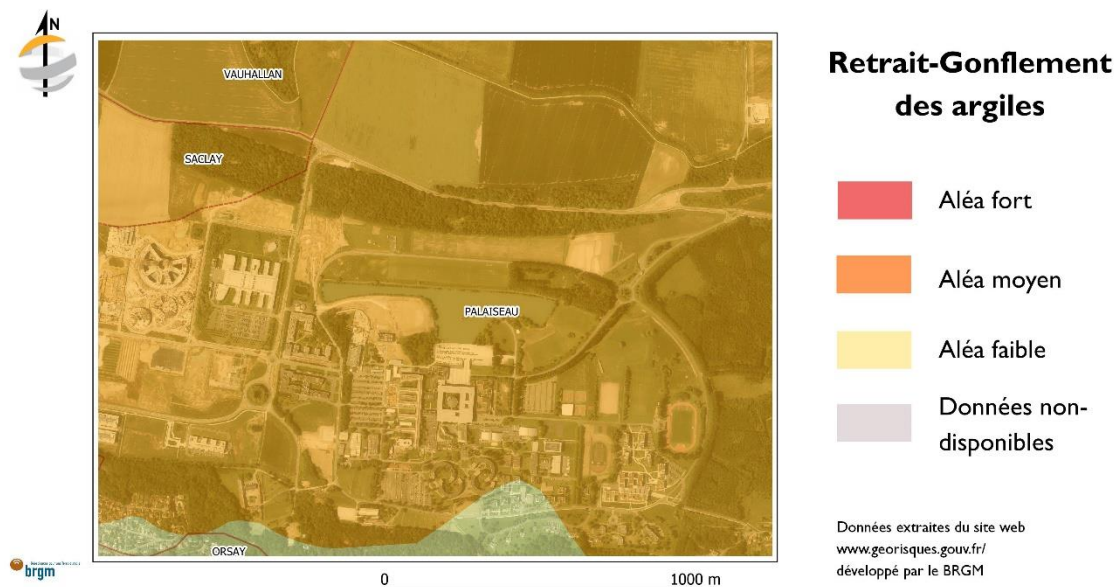 N
VAUHALLAN
SACLAY
PALAISEAU
ORSAY
Retrait-Gonflement
des argiles
Aléa fort
Aléa moyen
Aléa faible
Données non-
disponibles
Données extraites du site web
www.georisques.gouv.fr/
développé par le BRGM
brgm
0 1000 m